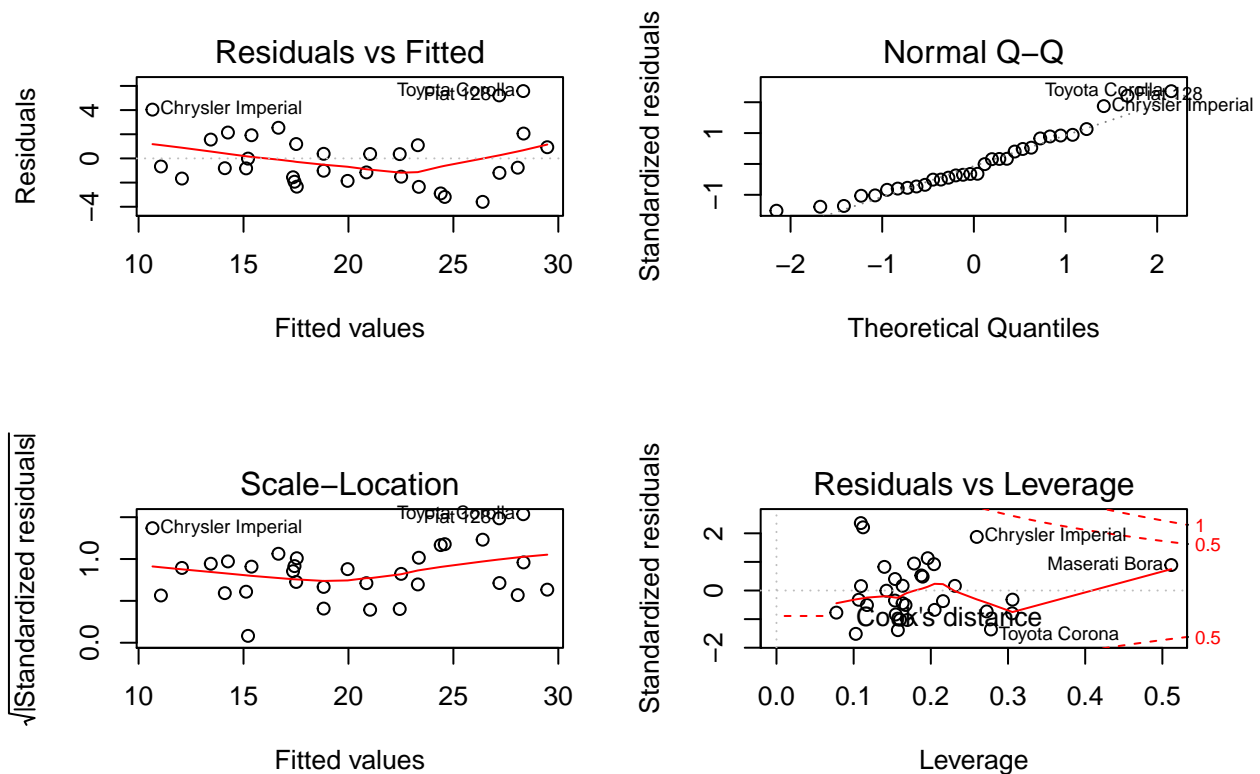 Residuals vs Fitted
Residuals
4
0
−4
Toyota Corolla
Fiat 128
Chrysler Imperial
10 15 20 25 30
Fitted values
Normal Q−Q
Standardized residuals
1
−1
Toyota Corolla
Fiat 128
Chrysler Imperial
−2 −1 0 1 2
Theoretical Quantiles
Scale−Location
√|Standardized residuals|
1.0
0.0
Toyota Corolla
Fiat 128
Chrysler Imperial
10 15 20 25 30
Fitted values
Residuals vs Leverage
Standardized residuals
2
0
−2
1
0.5
Chrysler Imperial
Maserati Bora
Cook's distance
Toyota Corona
0.5
0.0 0.1 0.2 0.3 0.4 0.5
Leverage